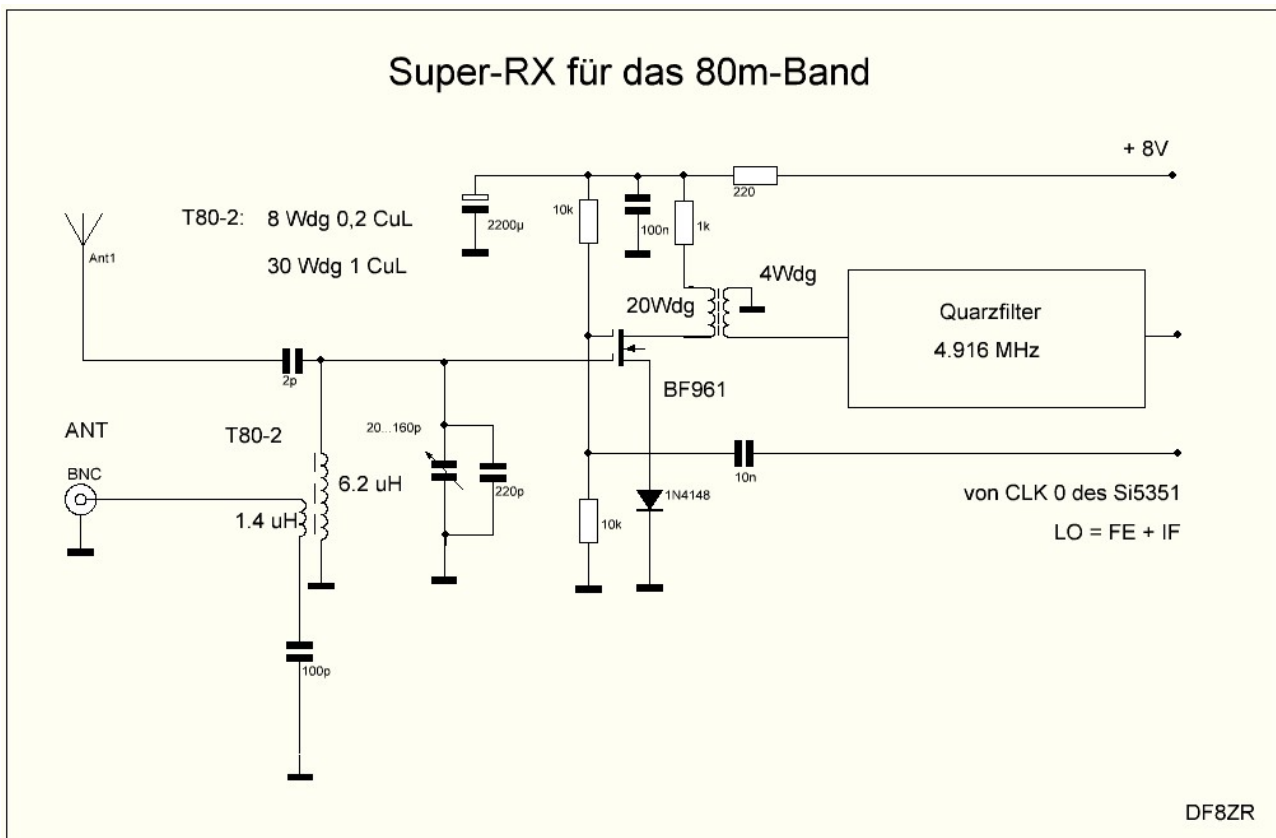 Super-RX für das 80m-Band
+ 8V
220
10k
2200µ
100n
1k
T80-2: 8 Wdg 0,2 CuL
30 Wdg 1 CuL
Ant1
4Wdg
20Wdg
Quarzfilter
4.916 MHz
2p
BF961
ANT
T80-2
20...160p
BNC
6.2 uH
220p
10n
1N4148
von CLK 0 des Si5351
1.4 uH
10k
LO = FE + IF
100p
DF8ZR